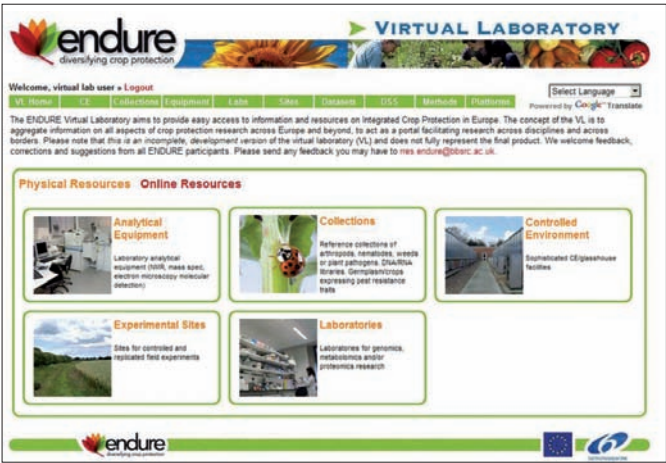 endure
diversifying crop protection
VIRTUAL LABORATORY
Welcome, virtual lab user » Logout
Select Language
VL Home CE Collections Equipment Labs Sites Datasets DSS Methods Platforms
Powered by Google Translate
The ENDURE Virtual Laboratory aims to provide easy access to information and resources on Integrated Crop Protection in Europe. The concept of the VL is to
aggregate information on all aspects of crop protection research across Europe and beyond, to act as a portal facilitating research across disciplines and across
borders. Please note that this is an incomplete, development version of the virtual laboratory (VL) and does not fully represent the final product. We welcome feedback,
corrections and suggestions from all ENDURE participants. Please send any feedback you may have to rres.endure@bbsrc.ac.uk.
Physical Resources Online Resources
Analytical
Equipment
Laboratory analytical
equipment (NMR, mass spec,
electron microscopy molecular
detection)
Collections
Reference collections of
arthropods, nematodes, weeds
or plant pathogens. DNA/RNA
libraries. Germplasm/crops
expressing pest resistance
traits
Controlled
Environment
Sophisticated CE/glasshouse
facilities
Experimental Sites
Sites for controlled and
replicated field experiments
Laboratories
Laboratories for genomics,
metabolomics and/or
proteomics research
endure
diversifying crop protection